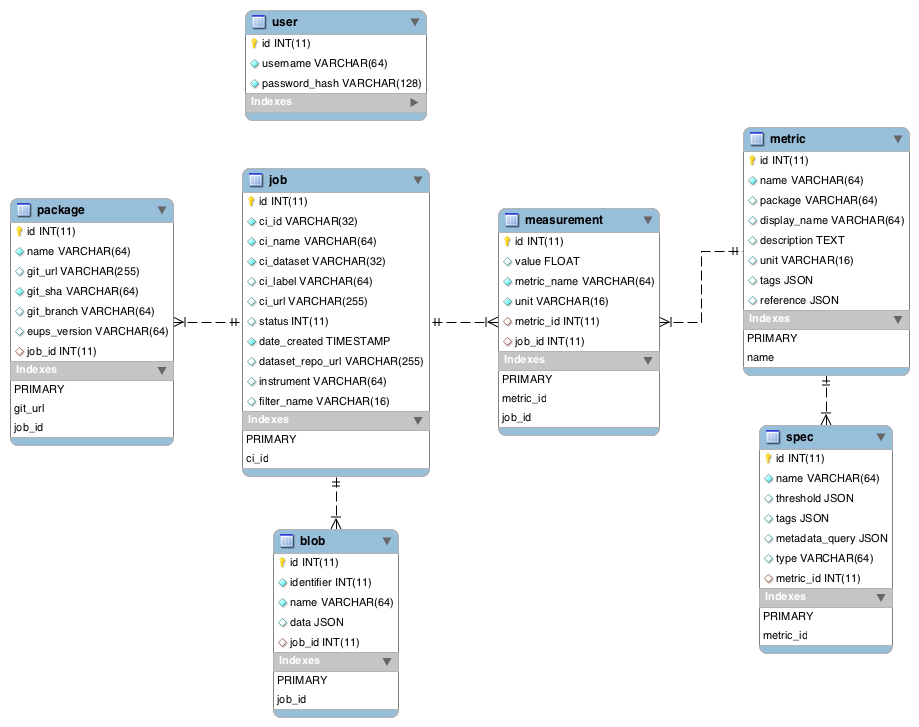 user
id INT(11)
username VARCHAR(64)
password_hash VARCHAR(128)
Indexes
package
id INT(11)
name VARCHAR(64)
git_url VARCHAR(255)
git_sha VARCHAR(64)
git_branch VARCHAR(64)
eups_version VARCHAR(64)
job_id INT(11)
Indexes
PRIMARY
git_url
job_id
job
id INT(11)
ci_id VARCHAR(32)
ci_name VARCHAR(64)
ci_dataset VARCHAR(32)
ci_label VARCHAR(64)
ci_url VARCHAR(255)
status INT(11)
date_created TIMESTAMP
dataset_repo_url VARCHAR(255)
instrument VARCHAR(64)
filter_name VARCHAR(16)
Indexes
PRIMARY
ci_id
measurement
id INT(11)
value FLOAT
metric_name VARCHAR(64)
unit VARCHAR(16)
metric_id INT(11)
job_id INT(11)
Indexes
PRIMARY
metric_id
job_id
metric
id INT(11)
name VARCHAR(64)
package VARCHAR(64)
display_name VARCHAR(64)
description TEXT
unit VARCHAR(16)
tags JSON
reference JSON
Indexes
PRIMARY
name
blob
id INT(11)
identifier INT(11)
name VARCHAR(64)
data JSON
job_id INT(11)
Indexes
PRIMARY
job_id
spec
id INT(11)
name VARCHAR(64)
threshold JSON
tags JSON
metadata_query JSON
type VARCHAR(64)
metric_id INT(11)
Indexes
PRIMARY
metric_id